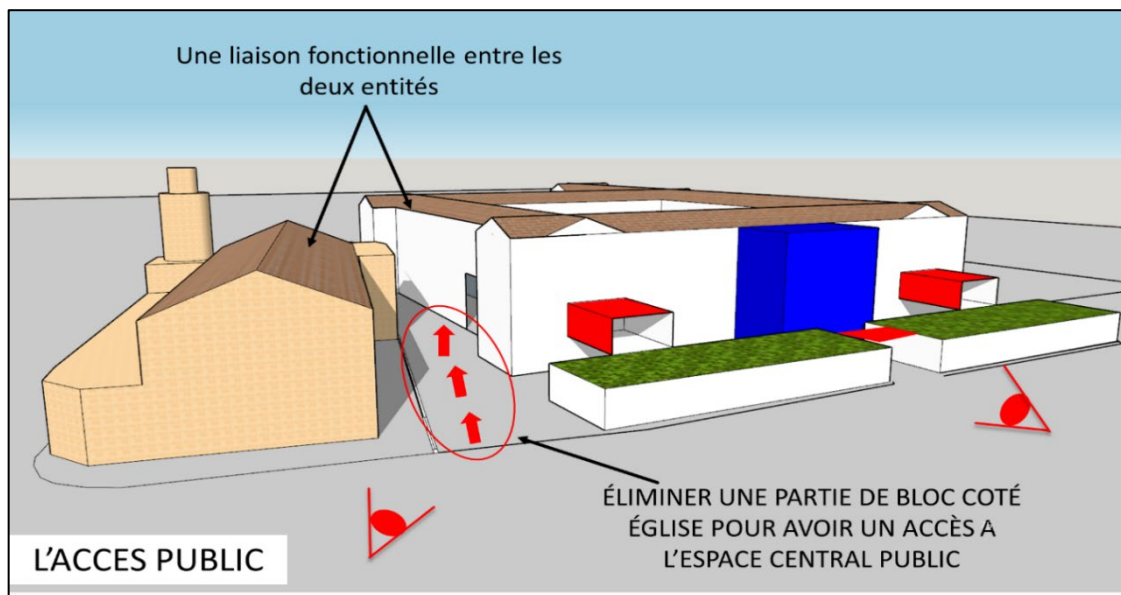 Une liaison fonctionnelle entre les
deux entités
ÉLIMINER UNE PARTIE DE BLOC COTÉ
ÉGLISE POUR AVOIR UN ACCÈS A
L'ESPACE CENTRAL PUBLIC
L'ACCES PUBLIC